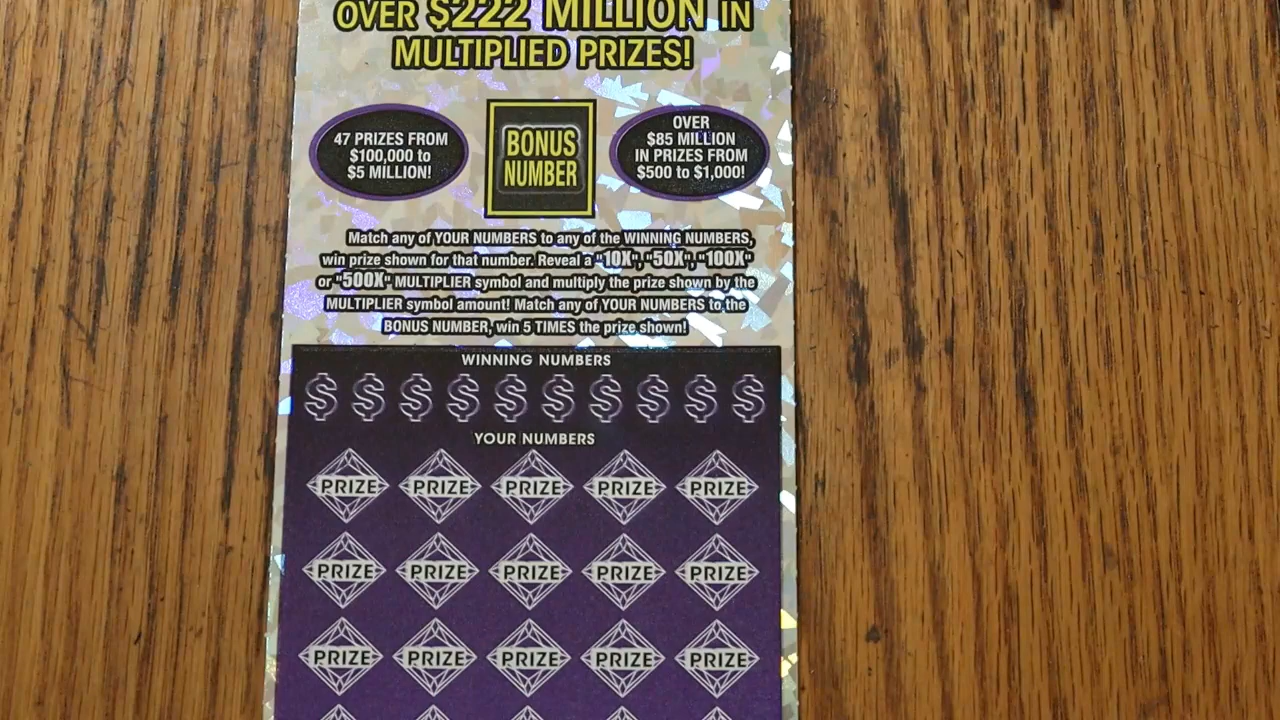 OVER $222 MILLION IN
MULTIPLIED PRIZES!
47 PRIZES FROM
$100,000 to
$5 MILLION!
BONUS
NUMBER
OVER
$85 MILLION
IN PRIZES FROM
$500 to $1,000!
Match any of YOUR NUMBERS to any of the WINNING NUMBERS,
win prize shown for that number. Reveal a "10X", "50X", "100X"
or "500X" MULTIPLIER symbol and multiply the prize shown by the
MULTIPLIER symbol amount! Match any of YOUR NUMBERS to the
BONUS NUMBER, win 5 TIMES the prize shown!
WINNING NUMBERS
$ $ $ $ $ $ $ $ $ $
YOUR NUMBERS
PRIZE PRIZE PRIZE PRIZE PRIZE
PRIZE PRIZE PRIZE PRIZE PRIZE
PRIZE PRIZE PRIZE PRIZE PRIZE